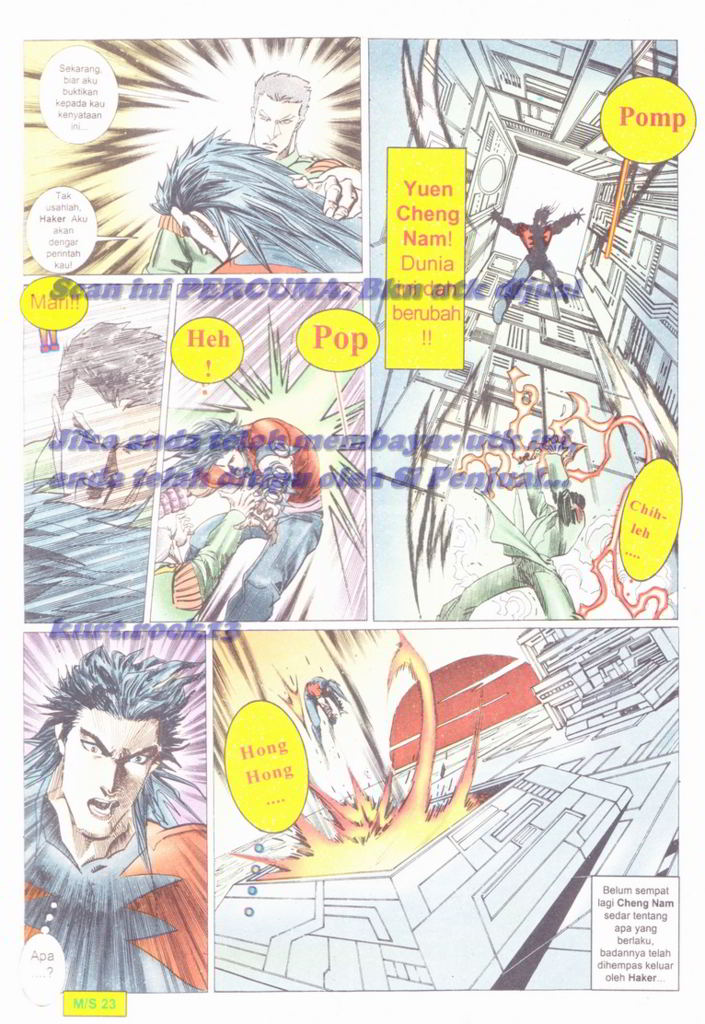 Sekarang,
biar aku
buktikan
kepada kau
kenyataan
ini...
Tak
usahlah,
Haker Aku
akan
dengar
perintah
kau!
Pomp
Yuen
Cheng
Nam!
Dunia
berubah
!!
Scan ini PERCUMA. Bkn utk dijual
Mari!!
Heh
!
Pop
Jika anda telah membayar utk ini,
anda telah ditipu oleh Si Penjual...
Chih-
leh
....
kurt.rock13
Hong
Hong
....
Apa
....?
Belum sempat
lagi Cheng Nam
sedar tentang
apa yang
berlaku,
badannya telah
dihempas keluar
oleh Haker...
M/S 23